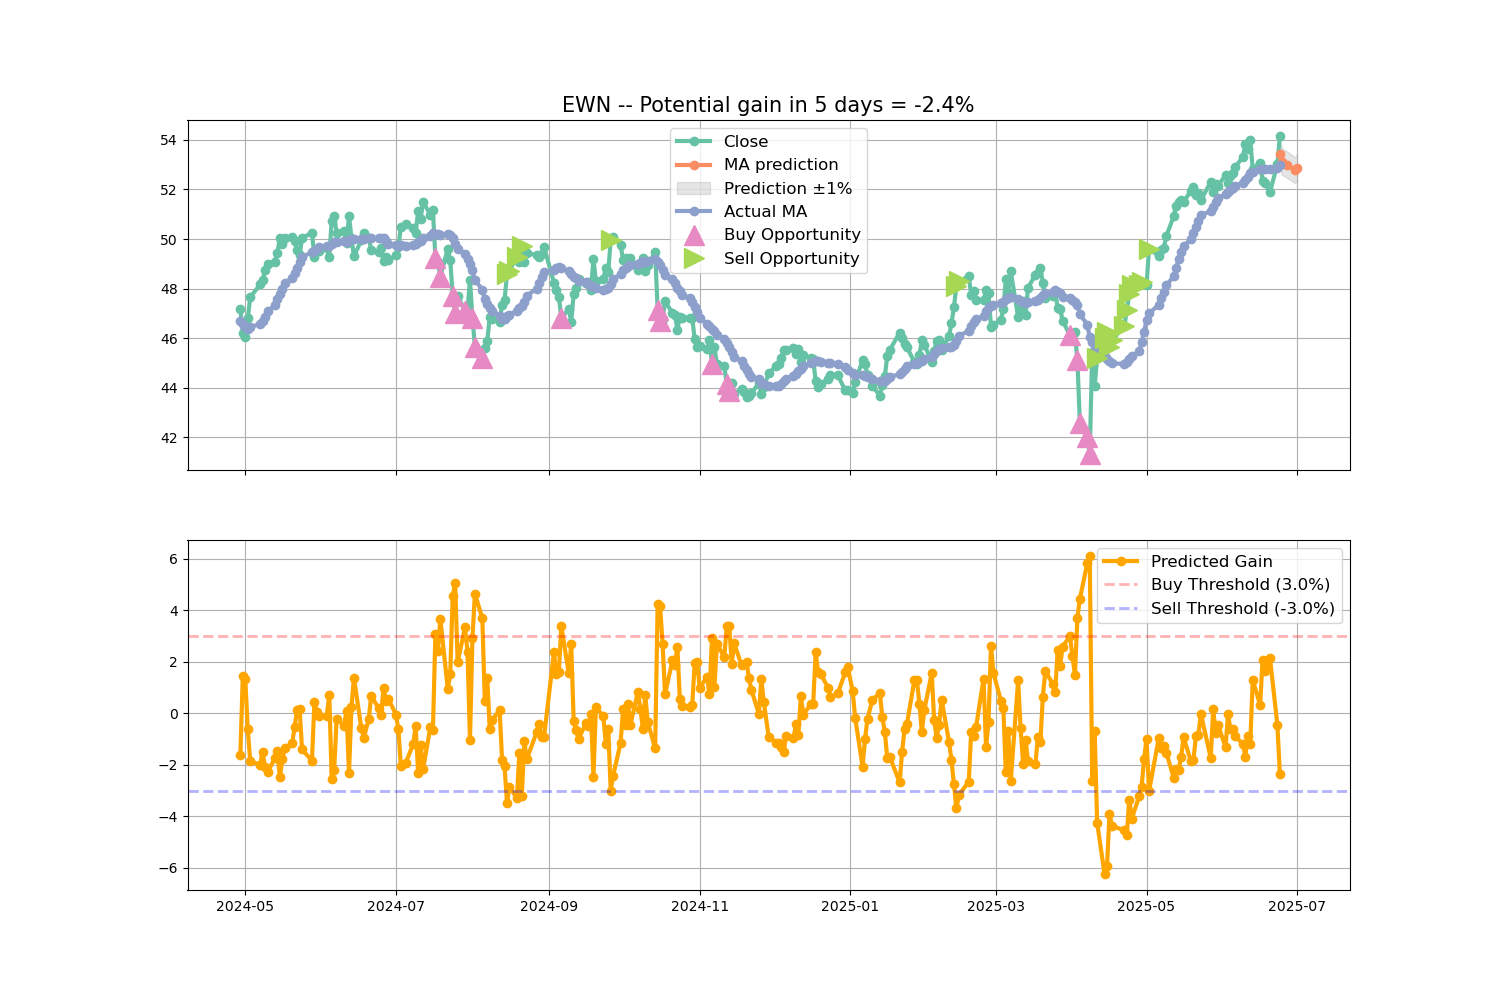 EWN -- Potential gain in 5 days = -2.4%
54
52
50
48
46
44
42
Close
MA prediction
Prediction ±1%
Actual MA
Buy Opportunity
Sell Opportunity
6
4
2
0
−2
−4
−6
Predicted Gain
Buy Threshold (3.0%)
Sell Threshold (-3.0%)
2024-05
2024-07
2024-09
2024-11
2025-01
2025-03
2025-05
2025-07